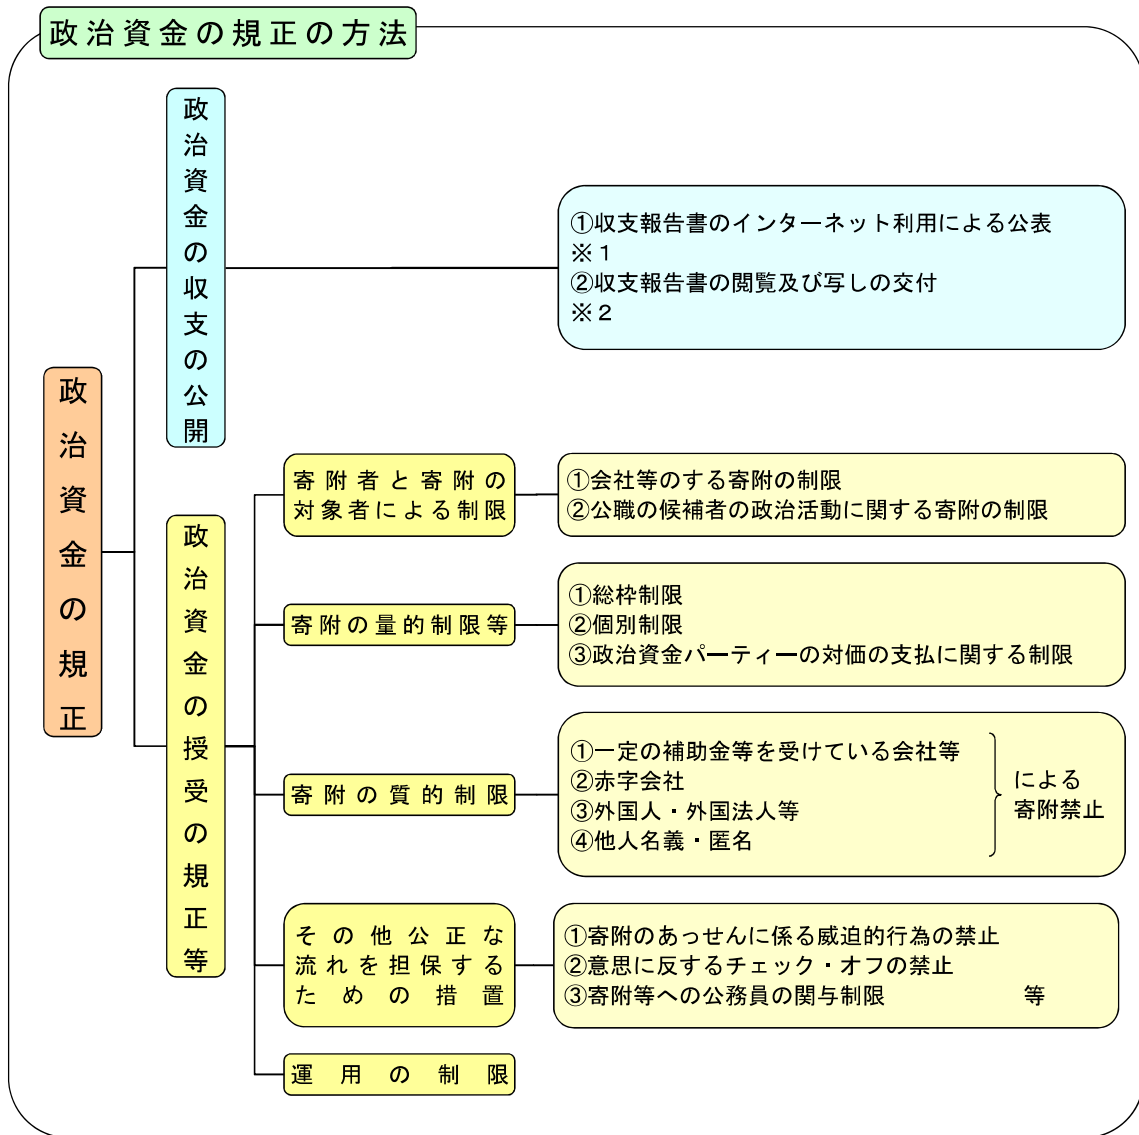 政治資金の規正の方法
政治資金の規正
政治資金の収支の公開
①収支報告書のインターネット利用による公表
※１
②収支報告書の閲覧及び写しの交付
※２
政治資金の授受の規正等
寄附者と寄附の
対象者による制限
①会社等のする寄附の制限
②公職の候補者の政治活動に関する寄附の制限
寄附の量的制限等
①総枠制限
②個別制限
③政治資金パーティーの対価の支払に関する制限
寄附の質的制限
①一定の補助金等を受けている会社等
②赤字会社
③外国人・外国法人等
④他人名義・匿名
による
寄附禁止
その他公正な
流れを担保する
ための措置
①寄附のあっせんに係る威迫的行為の禁止
②意思に反するチェック・オフの禁止
③寄附等への公務員の関与制限　等
運用の制限